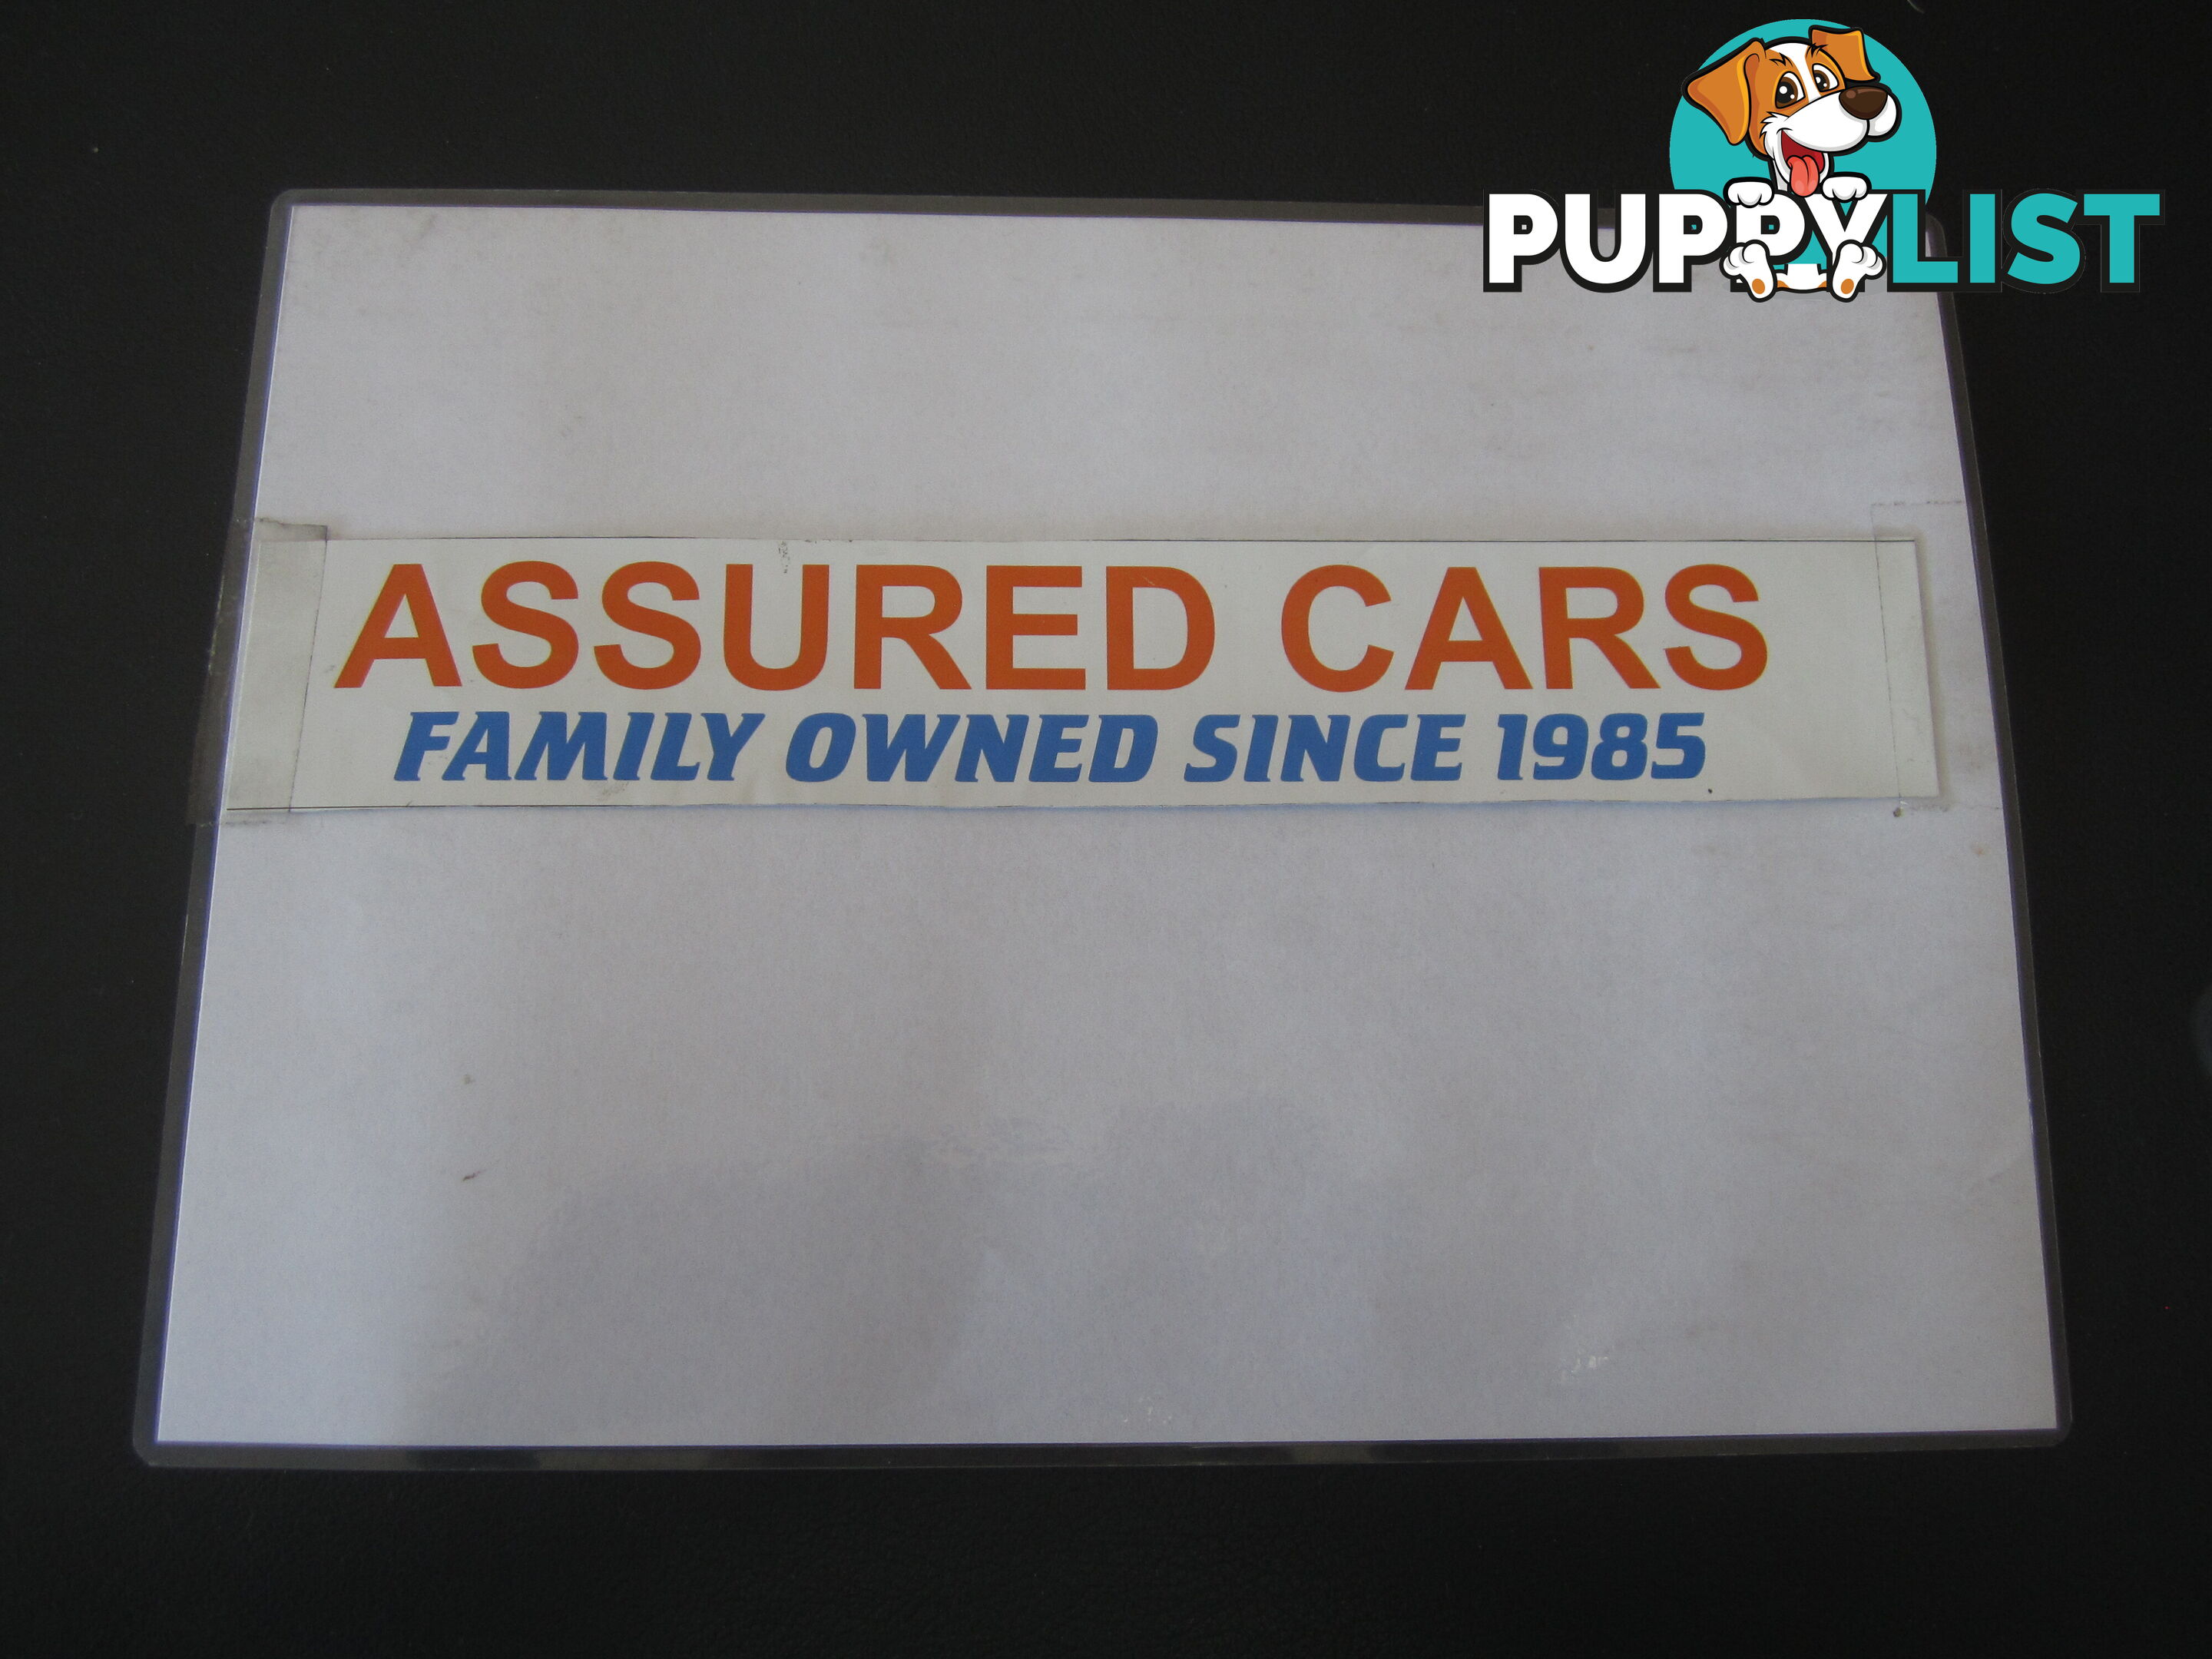 PUPPYLIST
ASSURED CARS
FAMILY OWNED SINCE 1985